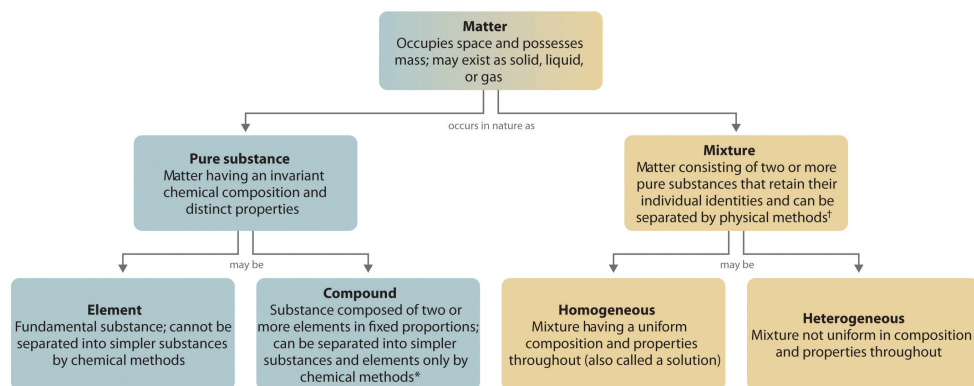 Matter
Occupies space and possesses
mass; may exist as solid, liquid,
or gas
occurs in nature as
Pure substance
Matter having an invariant
chemical composition and
distinct properties
Mixture
Matter consisting of two or more
pure substances that retain their
individual identities and can be
separated by physical methods†
may be
may be
Element
Fundamental substance; cannot be
separated into simpler substances
by chemical methods
Compound
Substance composed of two or
more elements in fixed proportions;
can be separated into simpler
substances and elements only by
chemical methods*
Homogeneous
Mixture having a uniform
composition and properties
throughout (also called a solution)
Heterogeneous
Mixture not uniform in composition
and properties throughout